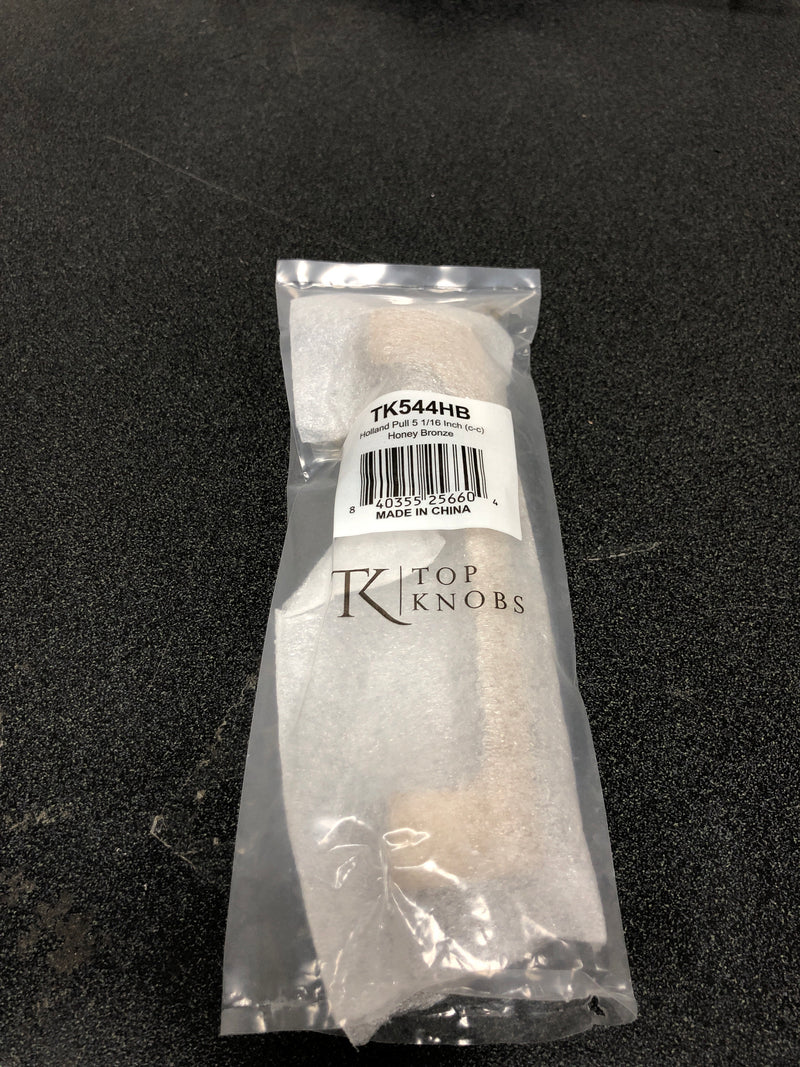 TK544HB
Holland Pull 5 1/16 Inch (c-c)
Honey Bronze
8 40355 25660 4
MADE IN CHINA
TK TOP
KNOBS